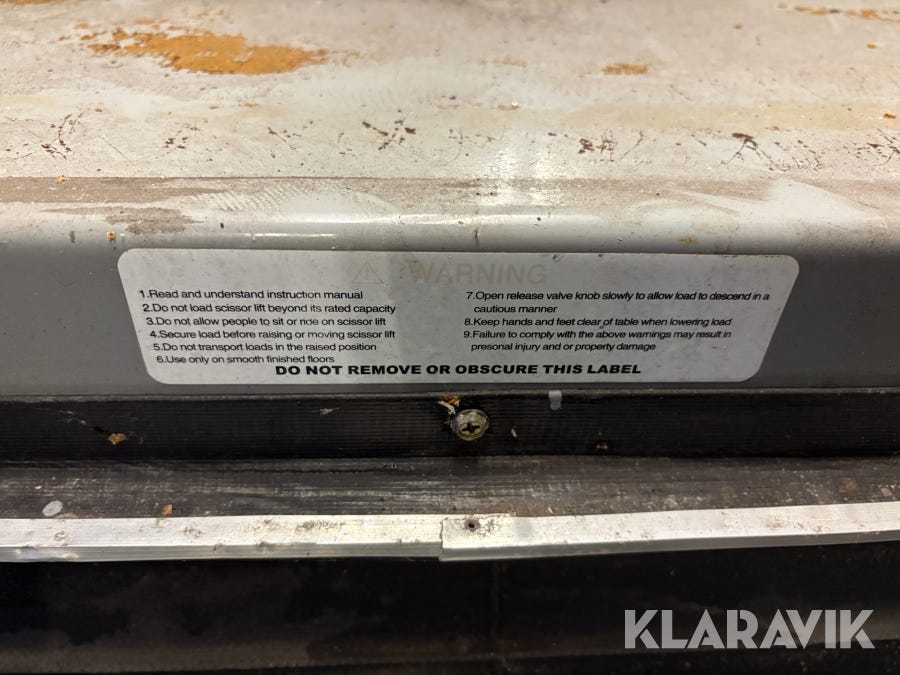 WARNING
1.Read and understand instruction manual
2.Do not load scissor lift beyond its rated capacity
3.Do not allow people to sit or ride on scissor lift
4.Secure load before raising or moving scissor lift
5.Do not transport loads in the raised position
6.Use only on smooth finished floors
7.Open release valve knob slowly to allow load to descend in a
cautious manner
8.Keep hands and feet clear of table when lowering load
9.Failure to comply with the above warnings may result in
presonal injury and or property damage
DO NOT REMOVE OR OBSCURE THIS LABEL
KLARAVIK